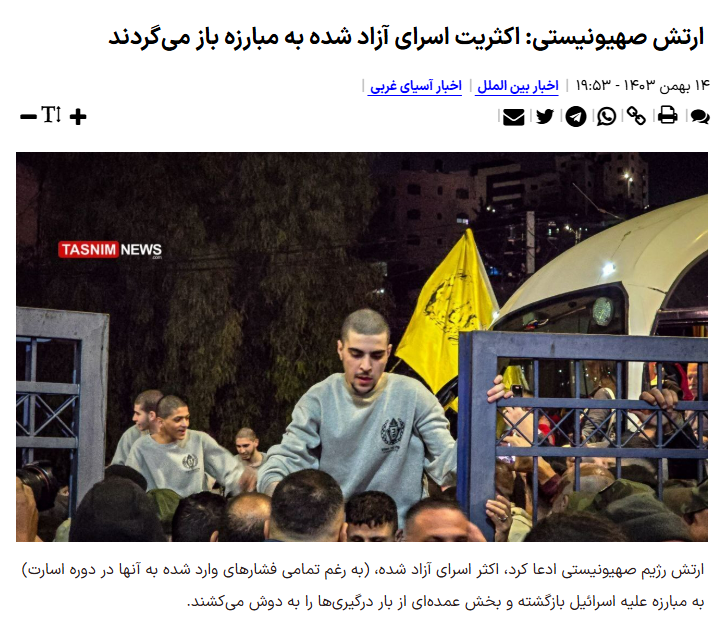 ارتش صهیونیستی: اکثریت اسرای آزاد شده به مبارزه باز می‌گردند
۱۴ بهمن ۱۴۰۳ - ۱۹:۵۳ | اخبار بین الملل | اخبار آسیای غربی |
T
TASNIM NEWS
.com
ارتش رژیم صهیونیستی ادعا کرد، اکثر اسرای آزاد شده، (به رغم تمامی فشارهای وارد شده به آنها در دوره اسارت)
به مبارزه علیه اسرائیل بازگشته و بخش عمده‌ای از بار درگیری‌ها را به دوش می‌کشند.